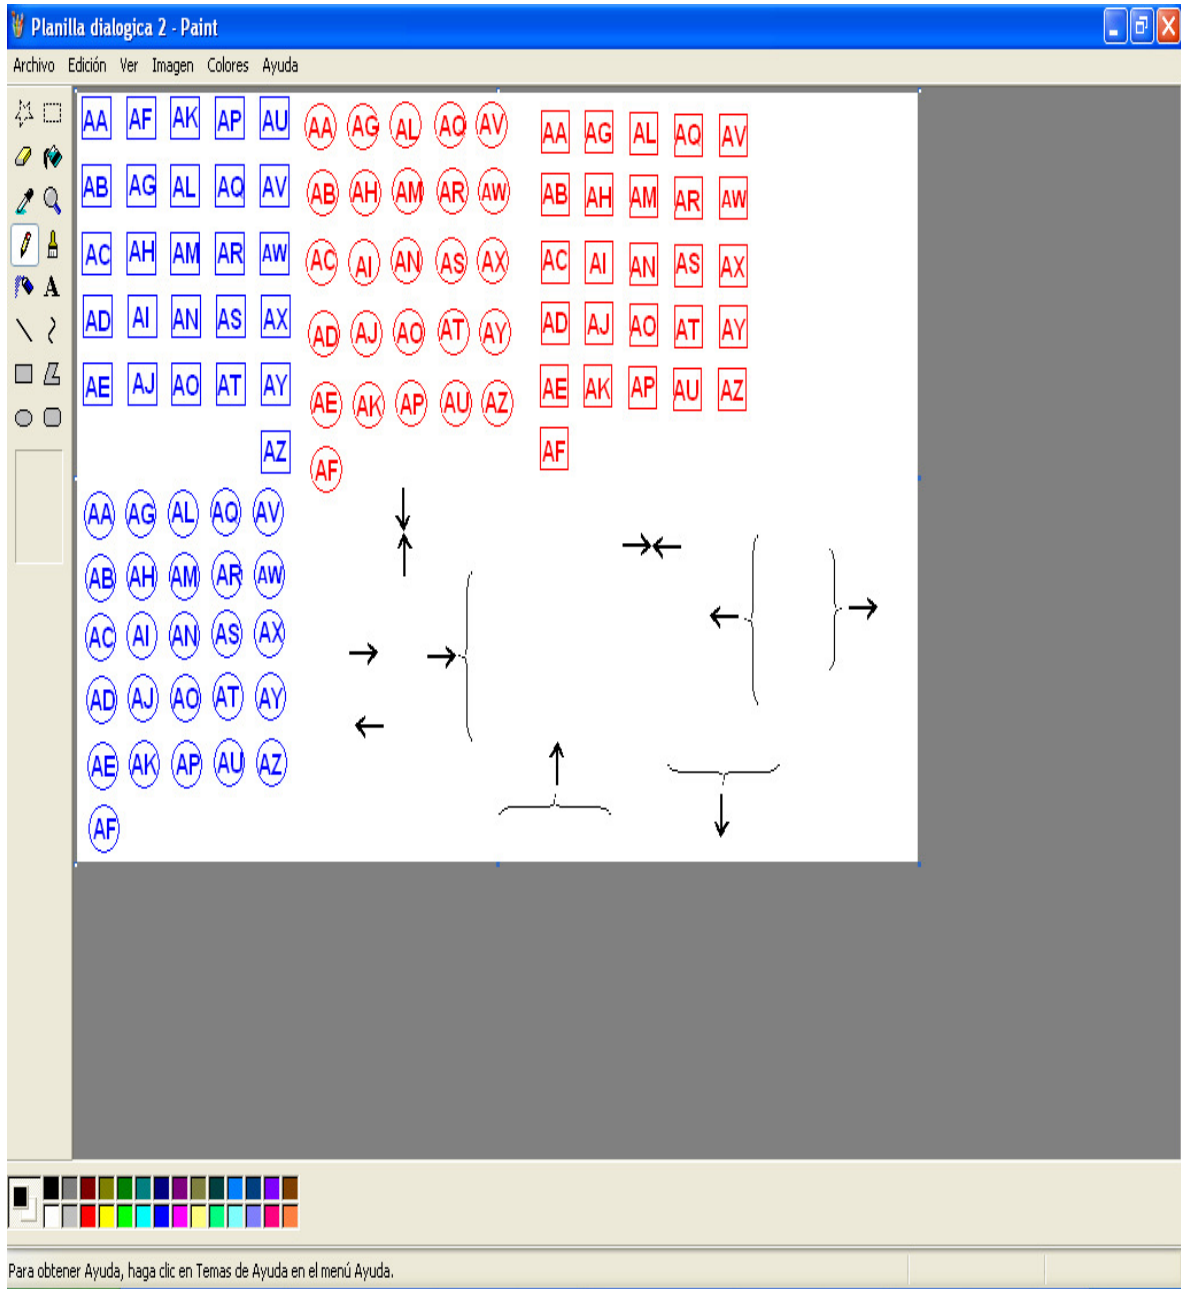 Planilla dialogica 2 - Paint
Archivo Edición Ver Imagen Colores Ayuda
AA AF AK AP AU
AB AG AL AQ AV
AC AH AM AR AW
AD AI AN AS AX
AE AJ AO AT AY
AZ
AA AG AL AQ AV
AB AH AM AR AW
AC AI AN AS AX
AD AJ AO AT AY
AE AK AP AU AZ
AF
AA AG AL AQ AV
AB AH AM AR AW
AC AI AN AS AX
AD AJ AO AT AY
AE AK AP AU AZ
AF
AA AG AL AQ AV
AB AH AM AR AW
AC AI AN AS AX
AD AJ AO AT AY
AE AK AP AU AZ
AF
A
Para obtener Ayuda, haga clic en Temas de Ayuda en el menú Ayuda.